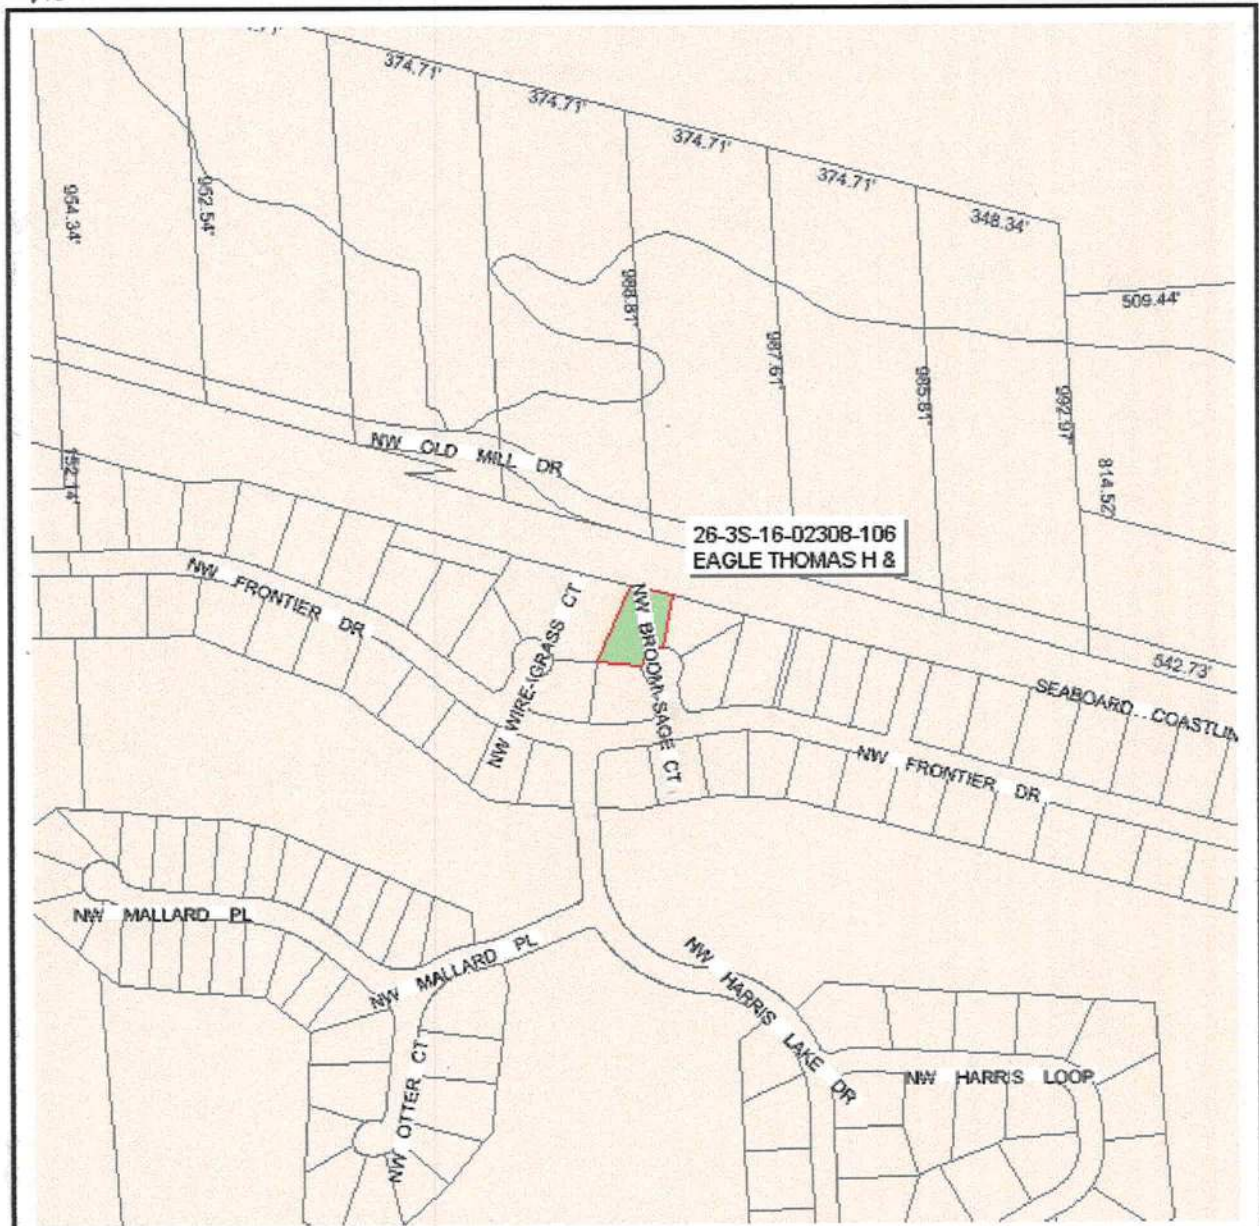 374.71'
374.71'
374.71'
374.71'
348.34'
954.34'
962.54'
988.81'
509.44'
987.61'
985.81'
992.97'
814.52'
NW OLD MILL DR
152.14'
26-3S-16-02308-106
EAGLE THOMAS H &
NW FRONTIER DR
NW WIRE-GRASS CT
NW BROOM-SAGE CT
542.73'
SEABOARD COASTLIN
NW FRONTIER DR
NW MALLARD PL
NW MALLARD PL
NW HARRIS LAKE DR
NW OTTER CT
NW HARRIS LOOP